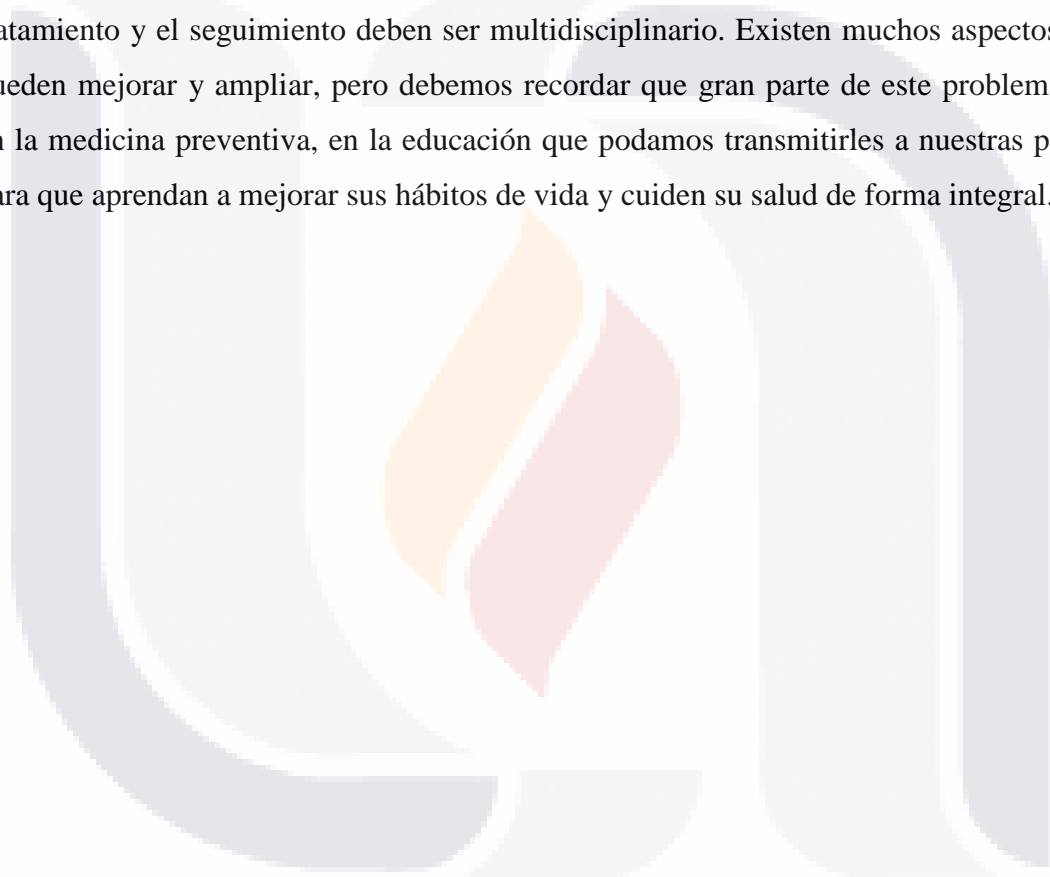 atamiento y el seguimiento deben ser multidisciplinario. Existen muchos aspectos
ueden mejorar y ampliar, pero debemos recordar que gran parte de este problem
n la medicina preventiva, en la educación que podamos transmitirles a nuestras p
ara que aprendan a mejorar sus hábitos de vida y cuiden su salud de forma integral.